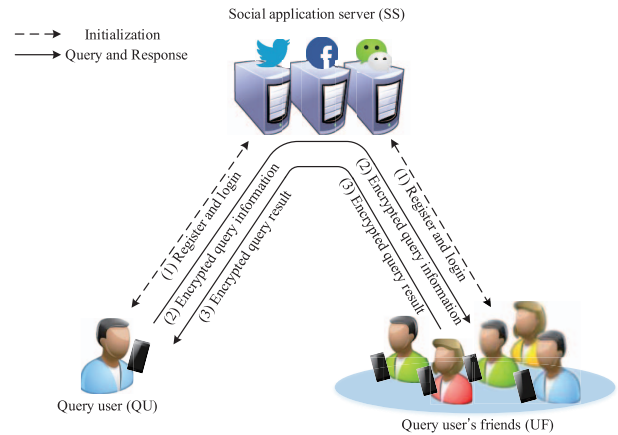 Social application server (SS)
Initialization
Query and Response
(1) Register and login
(2) Encrypted query information
(3) Encrypted query result
(1) Register and login
(2) Encrypted query information
(3) Encrypted query result
Query user (QU)
Query user's friends (UF)